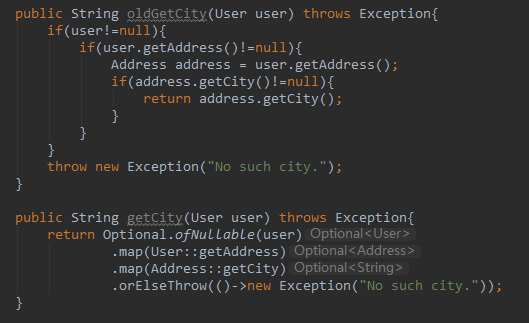 public String oldGetCity(User user) throws Exception{
    if(user!=null){
        if(user.getAddress()!=null){
            Address address = user.getAddress();
            if(address.getCity()!=null){
                return address.getCity();
            }
        }
    }
    throw new Exception("No such city.");
}

public String getCity(User user) throws Exception{
    return Optional.ofNullable(user) Optional<User>
            .map(User::getAddress) Optional<Address>
            .map(Address::getCity) Optional<String>
            .orElseThrow(()->new Exception("No such city."));
}